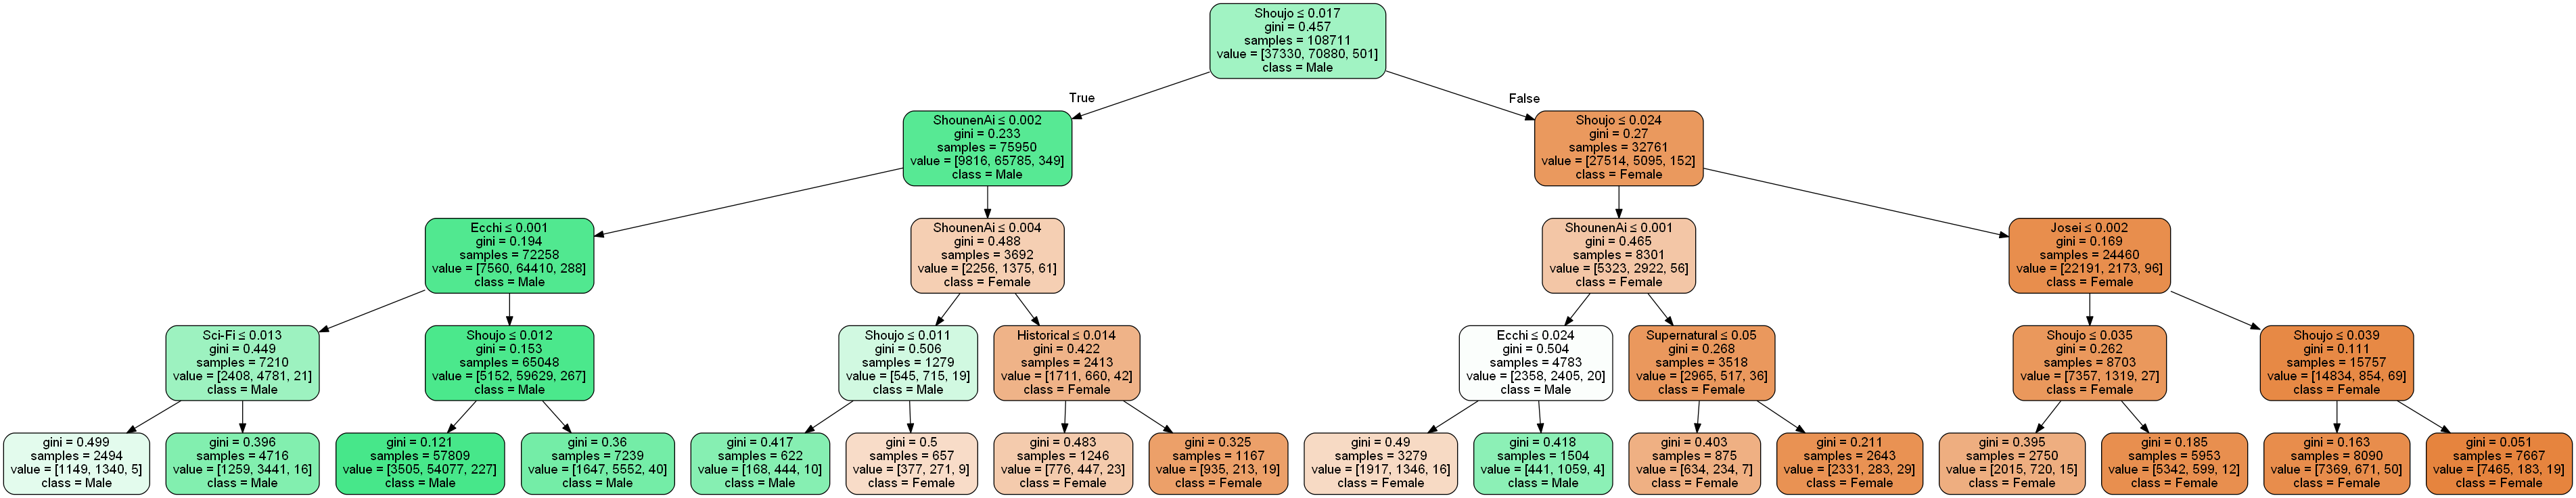 Shoujo ≤ 0.017
gini = 0.457
samples = 108711
value = [37330, 70880, 501]
class = Male
True
False
ShounenAi ≤ 0.002
gini = 0.233
samples = 75950
value = [9816, 65785, 349]
class = Male
Shoujo ≤ 0.024
gini = 0.27
samples = 32761
value = [27514, 5095, 152]
class = Female
Ecchi ≤ 0.001
gini = 0.194
samples = 72258
value = [7560, 64410, 288]
class = Male
ShounenAi ≤ 0.004
gini = 0.488
samples = 3692
value = [2256, 1375, 61]
class = Female
ShounenAi ≤ 0.001
gini = 0.465
samples = 8301
value = [5323, 2922, 56]
class = Female
Josei ≤ 0.002
gini = 0.169
samples = 24460
value = [22191, 2173, 96]
class = Female
Sci-Fi ≤ 0.013
gini = 0.449
samples = 7210
value = [2408, 4781, 21]
class = Male
Shoujo ≤ 0.012
gini = 0.153
samples = 65048
value = [5152, 59629, 267]
class = Male
Shoujo ≤ 0.011
gini = 0.506
samples = 1279
value = [545, 715, 19]
class = Male
Historical ≤ 0.014
gini = 0.422
samples = 2413
value = [1711, 660, 42]
class = Female
Ecchi ≤ 0.024
gini = 0.504
samples = 4783
value = [2358, 2405, 20]
class = Male
Supernatural ≤ 0.05
gini = 0.268
samples = 3518
value = [2965, 517, 36]
class = Female
Shoujo ≤ 0.035
gini = 0.262
samples = 8703
value = [7357, 1319, 27]
class = Female
Shoujo ≤ 0.039
gini = 0.111
samples = 15757
value = [14834, 854, 69]
class = Female
gini = 0.499
samples = 2494
value = [1149, 1340, 5]
class = Male
gini = 0.396
samples = 4716
value = [1259, 3441, 16]
class = Male
gini = 0.121
samples = 57809
value = [3505, 54077, 227]
class = Male
gini = 0.36
samples = 7239
value = [1647, 5552, 40]
class = Male
gini = 0.417
samples = 622
value = [168, 444, 10]
class = Male
gini = 0.5
samples = 657
value = [377, 271, 9]
class = Female
gini = 0.483
samples = 1246
value = [776, 447, 23]
class = Female
gini = 0.325
samples = 1167
value = [935, 213, 19]
class = Female
gini = 0.49
samples = 3279
value = [1917, 1346, 16]
class = Female
gini = 0.418
samples = 1504
value = [441, 1059, 4]
class = Male
gini = 0.403
samples = 875
value = [634, 234, 7]
class = Female
gini = 0.211
samples = 2643
value = [2331, 283, 29]
class = Female
gini = 0.395
samples = 2750
value = [2015, 720, 15]
class = Female
gini = 0.185
samples = 5953
value = [5342, 599, 12]
class = Female
gini = 0.163
samples = 8090
value = [7369, 671, 50]
class = Female
gini = 0.051
samples = 7667
value = [7465, 183, 19]
class = Female